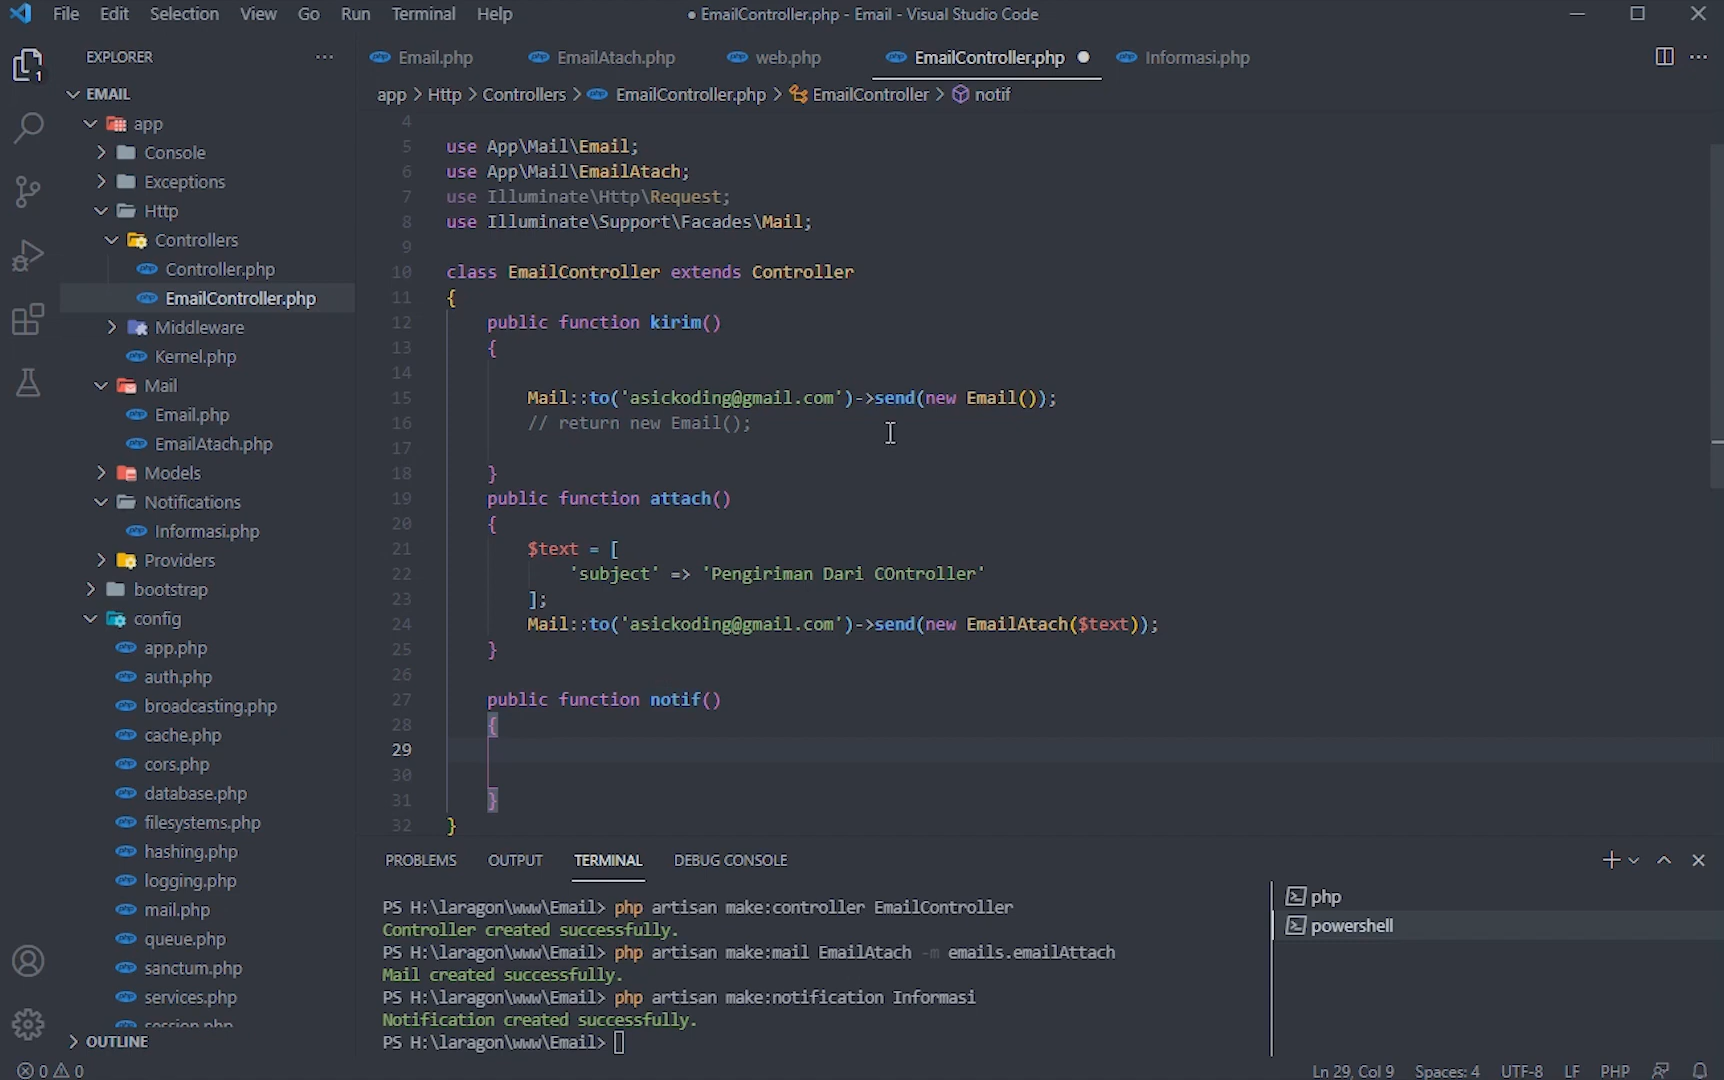 File Edit Selection View Go Run Terminal Help
● EmailController.php - Email - Visual Studio Code
EXPLORER
Email.php EmailAtach.php web.php EmailController.php Informasi.php
1
EMAIL
app > Http > Controllers > EmailController.php > EmailController > notif
app
Console
Exceptions
Http
Controllers
Controller.php
EmailController.php
Middleware
Kernel.php
Mail
Email.php
EmailAtach.php
Models
Notifications
Informasi.php
Providers
bootstrap
config
app.php
auth.php
broadcasting.php
cache.php
cors.php
database.php
filesystems.php
hashing.php
logging.php
mail.php
queue.php
sanctum.php
services.php
session.php
OUTLINE
4
5 use App\Mail\Email;
6 use App\Mail\EmailAtach;
7 use Illuminate\Http\Request;
8 use Illuminate\Support\Facades\Mail;
9
10 class EmailController extends Controller
11 {
12 public function kirim()
13 {
14
15 Mail::to('asickoding@gmail.com')->send(new Email());
16 // return new Email();
17
18 }
19 public function attach()
20 {
21 $text = [
22 'subject' => 'Pengiriman Dari COntroller'
23 ];
24 Mail::to('asickoding@gmail.com')->send(new EmailAtach($text));
25 }
26
27 public function notif()
28 {
29
30
31 }
32 }
PROBLEMS OUTPUT TERMINAL DEBUG CONSOLE
PS H:\laragon\www\Email> php artisan make:controller EmailController
Controller created successfully.
PS H:\laragon\www\Email> php artisan make:mail EmailAtach -m emails.emailAttach
Mail created successfully.
PS H:\laragon\www\Email> php artisan make:notification Informasi
Notification created successfully.
PS H:\laragon\www\Email>
php
powershell
0 0
Ln 29, Col 9 Spaces: 4 UTF-8 LF PHP